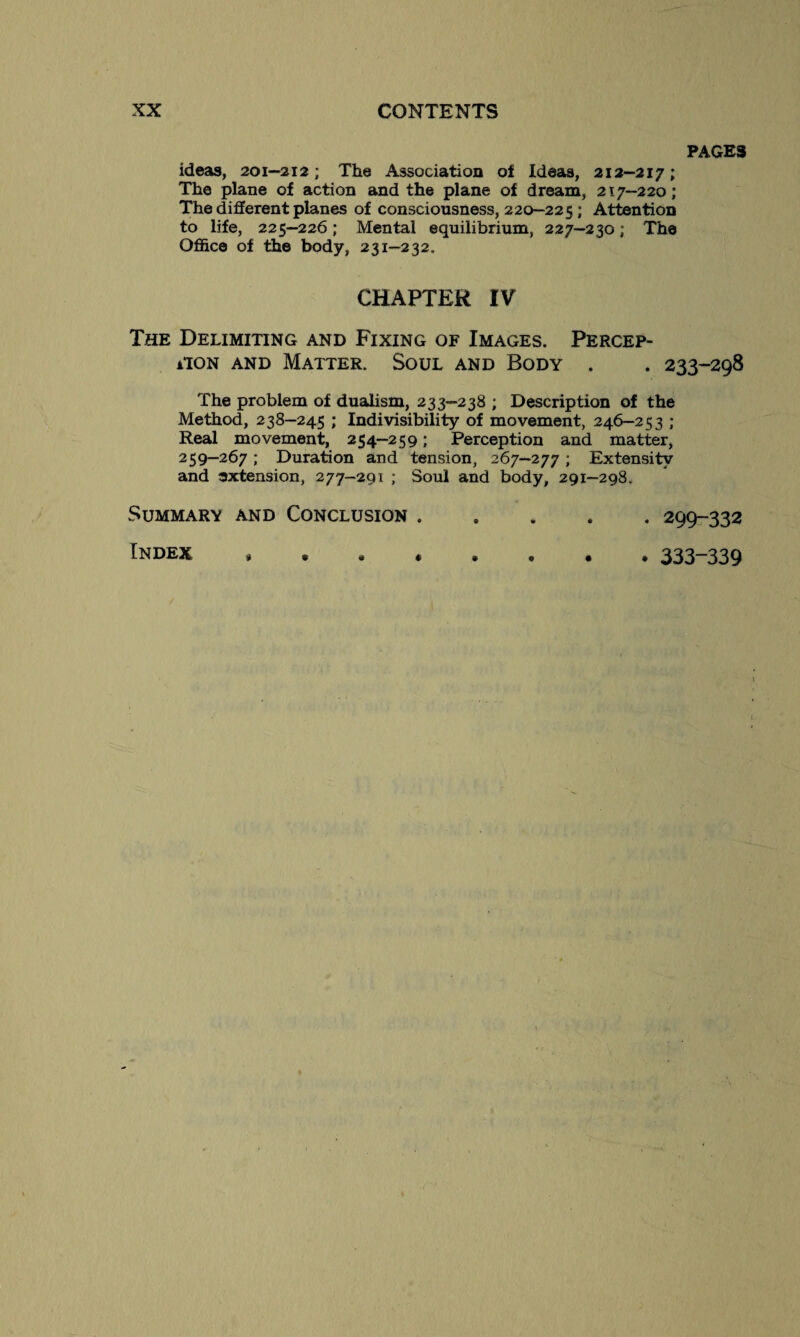 XX CONTENTS
PAGES
ideas, 201–212; The Association of Ideas, 212–217;
The plane of action and the plane of dream, 217–220;
The different planes of consciousness, 220–225; Attention
to life, 225–226; Mental equilibrium, 227–230; The
Office of the body, 231–232.
CHAPTER IV
The Delimiting and Fixing of Images. Percep-
tion and Matter. Soul and Body . . 233–298
The problem of dualism, 233–238 ; Description of the
Method, 238–245 ; Indivisibility of movement, 246–253 ;
Real movement, 254–259; Perception and matter,
259–267; Duration and tension, 267–277; Extensity
and extension, 277–291 ; Soul and body, 291–298.
Summary and Conclusion . . . . . 299–332
Index . . . . . . . . 333–339